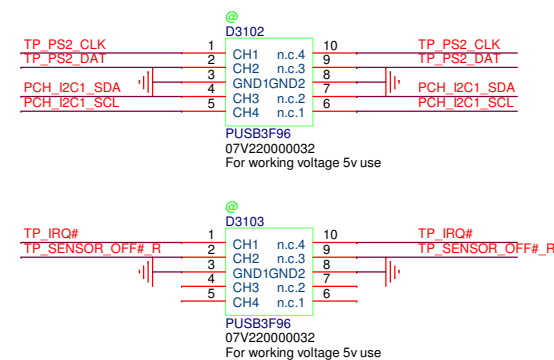 @
D3102
TP_PS2_CLK 1 CH1 n.c.4 10 TP_PS2_CLK
TP_PS2_DAT 2 CH2 n.c.3 9 TP_PS2_DAT
3 GND1GND2 8
PCH_I2C1_SDA 4 CH3 n.c.2 7 PCH_I2C1_SDA
PCH_I2C1_SCL 5 CH4 n.c.1 6 PCH_I2C1_SCL
PUSB3F96
07V220000032
For working voltage 5v use
@
D3103
TP_IRQ# 1 CH1 n.c.4 10 TP_IRQ#
TP_SENSOR_OFF#_R 2 CH2 n.c.3 9 TP_SENSOR_OFF#_R
3 GND1GND2 8
4 CH3 n.c.2 7
5 CH4 n.c.1 6
PUSB3F96
07V220000032
For working voltage 5v use